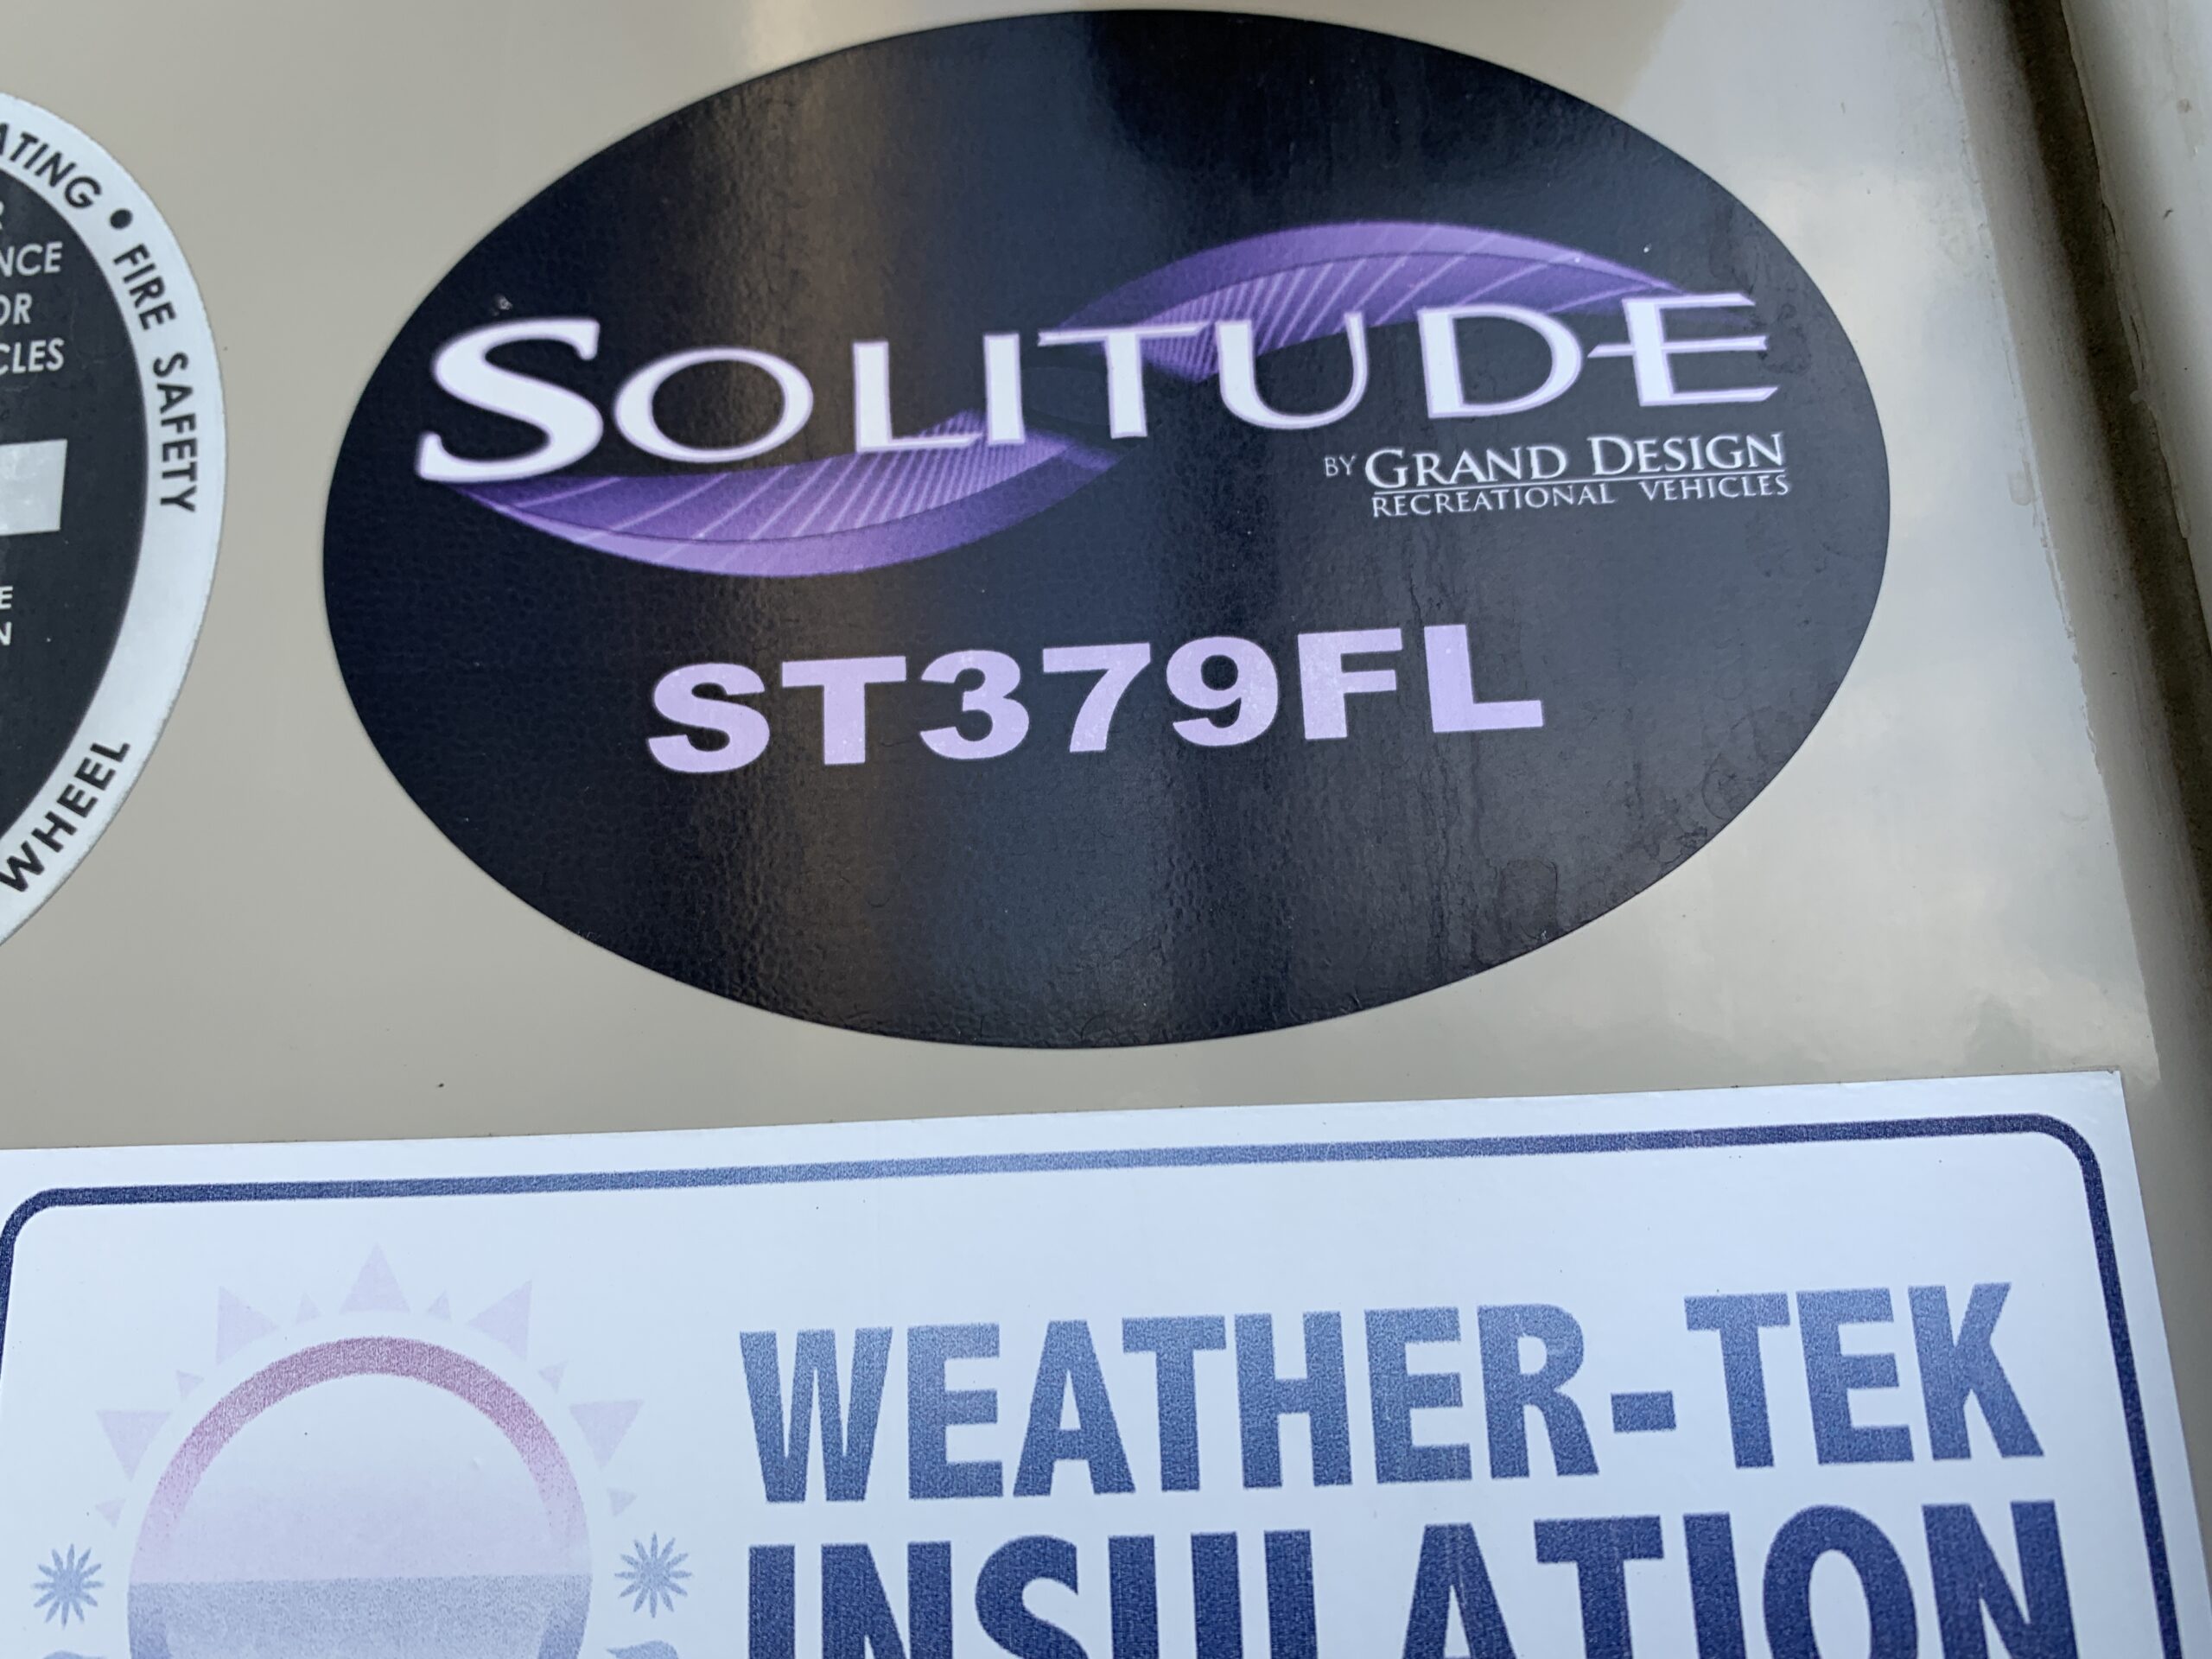 FIRE SAFETY
WHEEL
SOLITUDE
BY GRAND DESIGN
RECREATIONAL VEHICLES
ST379FL
WEATHER-TEK
INSULATION